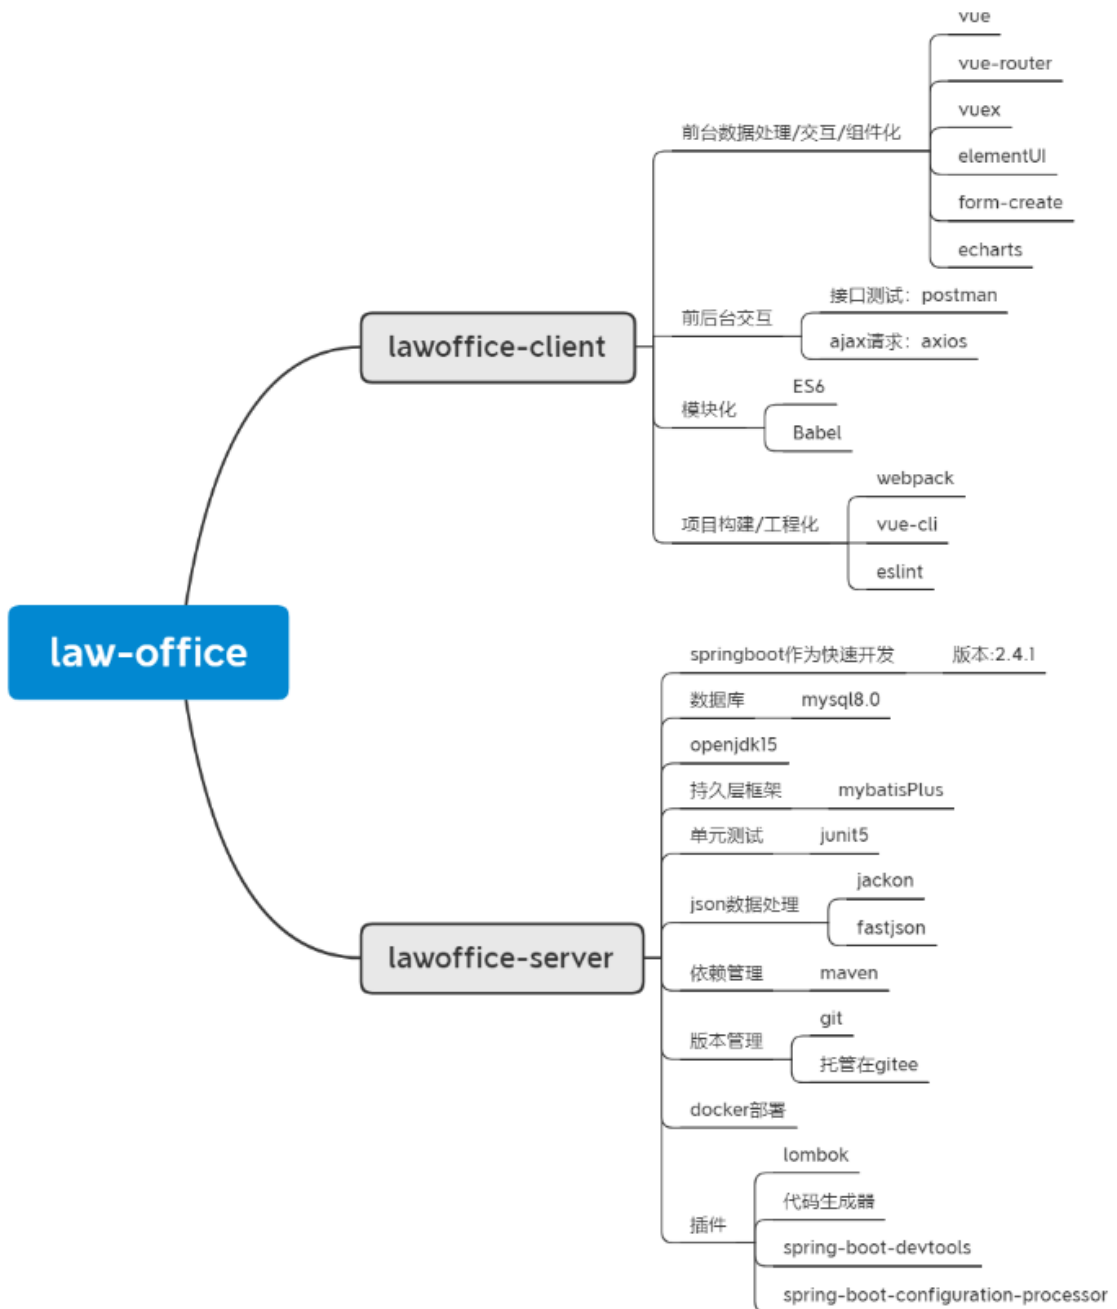 law-office
lawoffice-client
前台数据处理/交互/组件化
vue
vue-router
vuex
elementUI
form-create
echarts
前后台交互
接口测试：postman
ajax请求：axios
模块化
ES6
Babel
项目构建/工程化
webpack
vue-cli
eslint
lawoffice-server
springboot作为快速开发
版本:2.4.1
数据库
mysql8.0
openjdk15
持久层框架
mybatisPlus
单元测试
junit5
json数据处理
jackon
fastjson
依赖管理
maven
版本管理
git
托管在gitee
docker部署
插件
lombok
代码生成器
spring-boot-devtools
spring-boot-configuration-processor